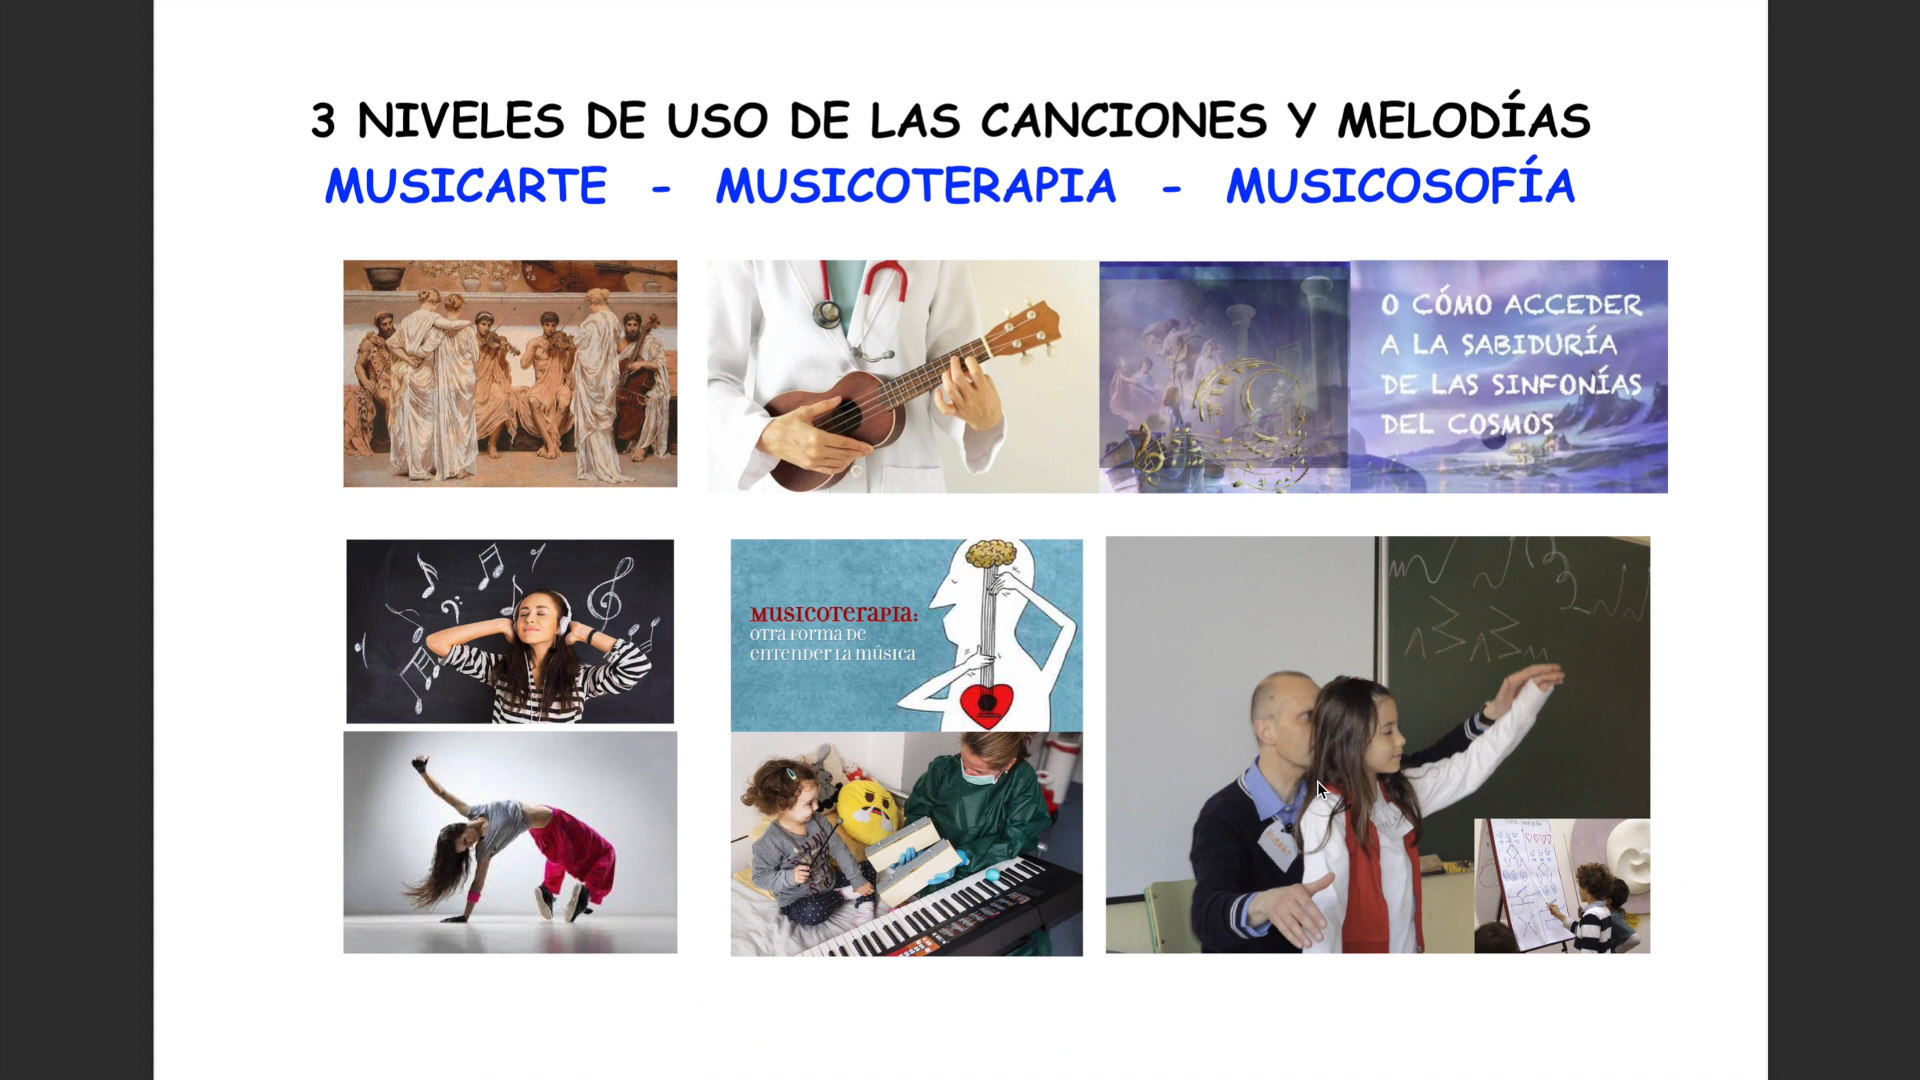 3 NIVELES DE USO DE LAS CANCIONES Y MELODÍAS
MUSICARTE - MUSICOTERAPIA - MUSICOSOFÍA
O CÓMO ACCEDER
A LA SABIDURÍA
DE LAS SINFONÍAS
DEL COSMOS
MUSICOTERAPIA:
OTRA FORMA DE
ENTENDER LA MÚSICA